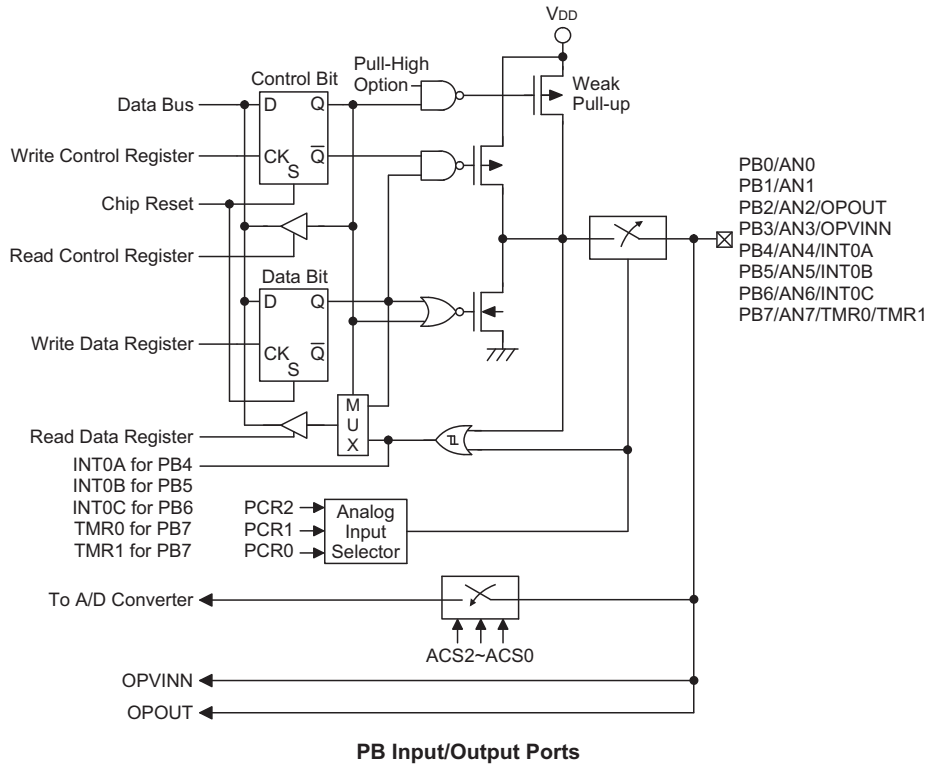 VDD
Pull-High
Option
Control Bit
Weak
Pull-up
Data Bus
D
Q
Write Control Register
CK
Q
S
Chip Reset
Read Control Register
Data Bit
D
Q
Write Data Register
CK
Q
S
M
U
X
Read Data Register
INT0A for PB4
INT0B for PB5
INT0C for PB6
TMR0 for PB7
TMR1 for PB7
PCR2
PCR1
PCR0
Analog
Input
Selector
PB0/AN0
PB1/AN1
PB2/AN2/OPOUT
PB3/AN3/OPVINN
PB4/AN4/INT0A
PB5/AN5/INT0B
PB6/AN6/INT0C
PB7/AN7/TMR0/TMR1
To A/D Converter
ACS2~ACS0
OPVINN
OPOUT
PB Input/Output Ports